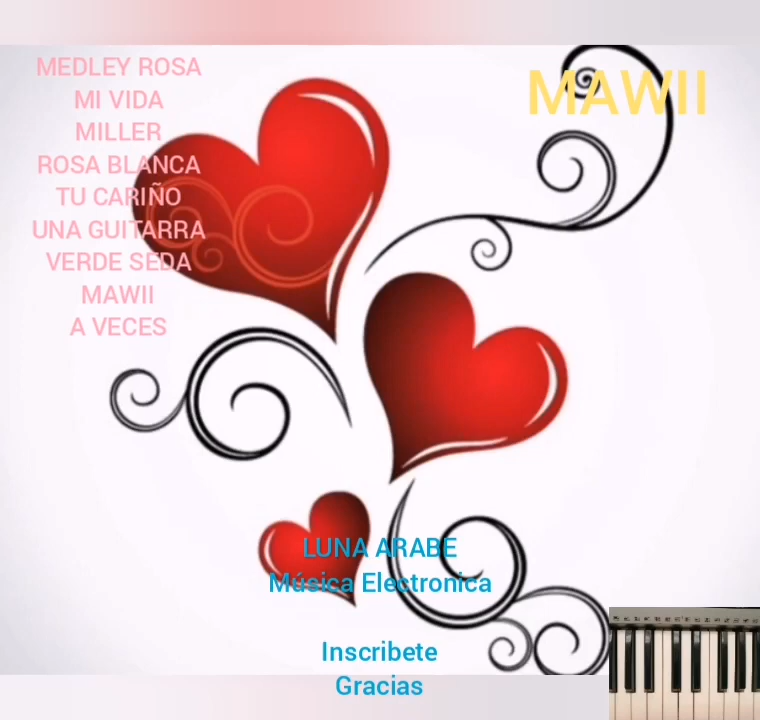 MEDLEY ROSA
MI VIDA
MILLER
ROSA BLANCA
TU CARIÑO
UNA GUITARRA
VERDE SEDA
MAWII
A VECES
MAWII
LUNA ARABE
Música Electronica
Inscribete
Gracias